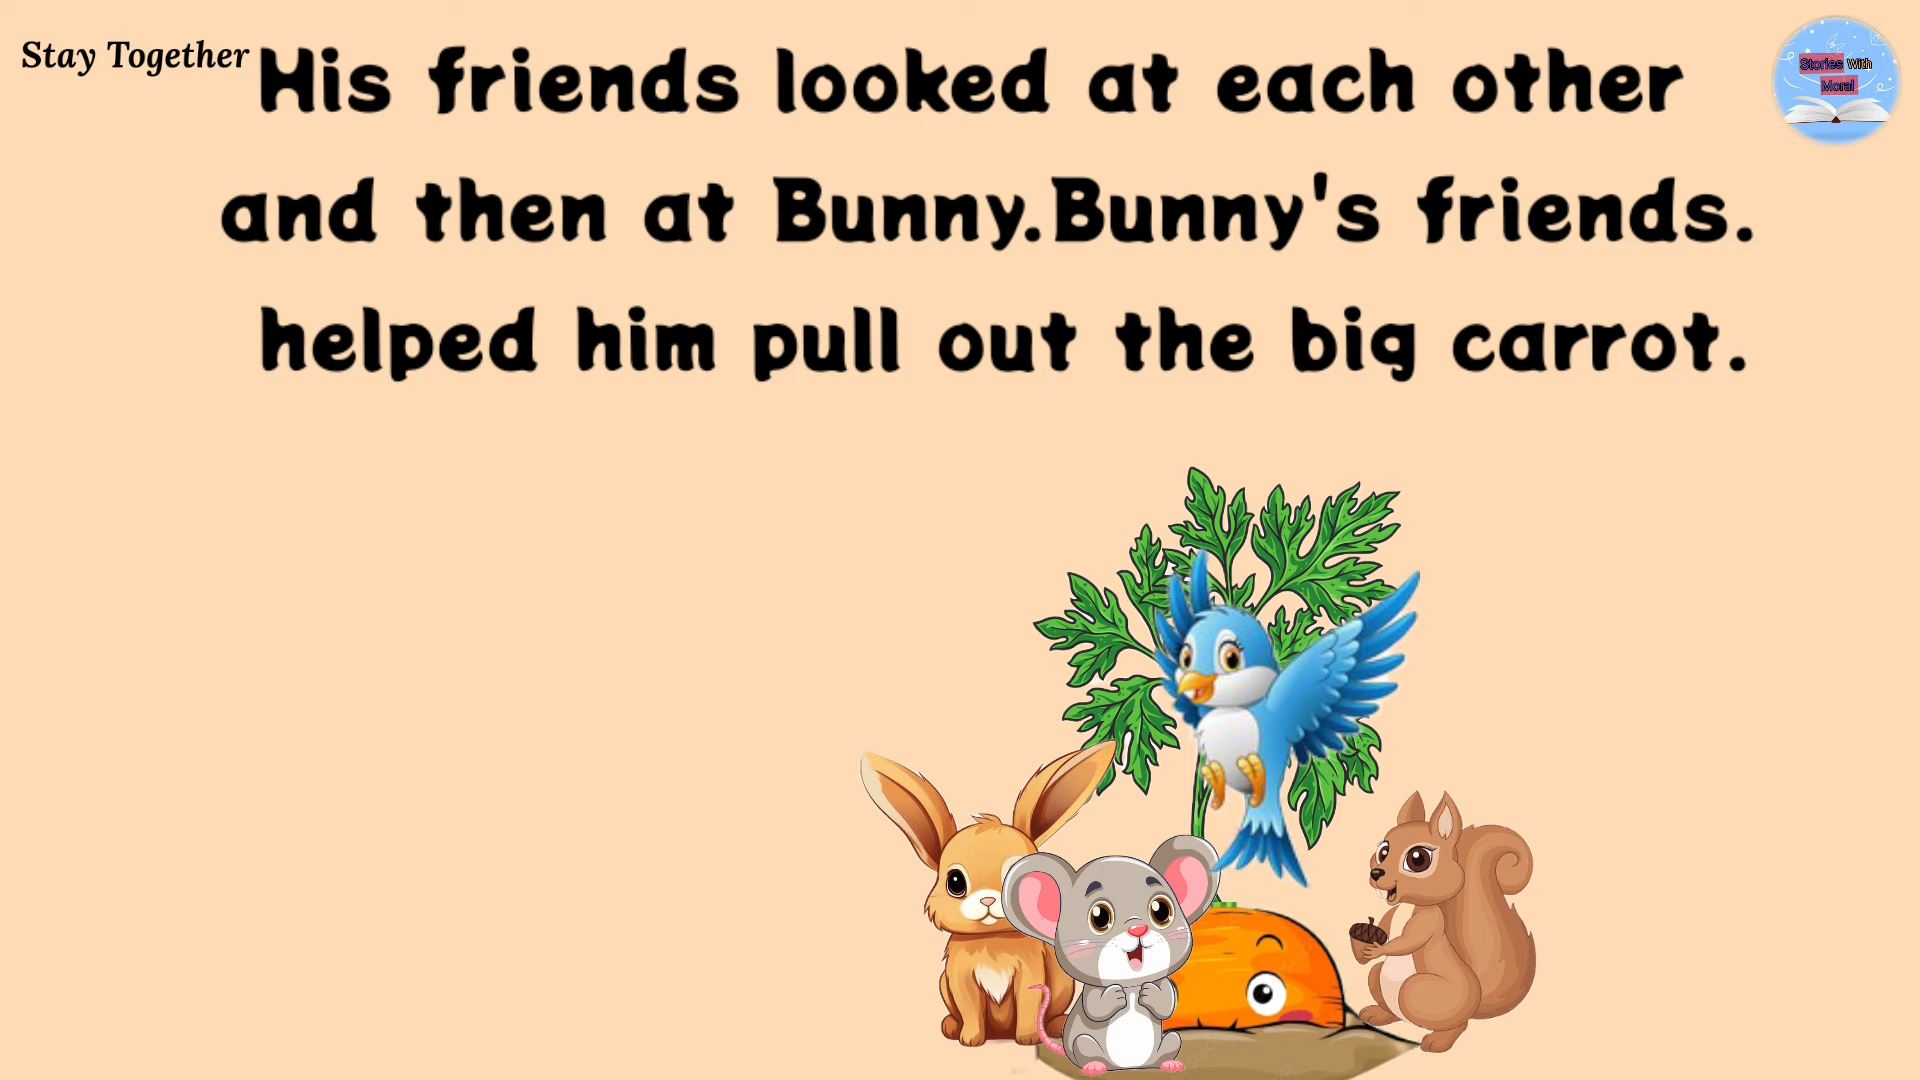 Stay Together
His friends looked at each other
and then at Bunny.Bunny's friends.
helped him pull out the big carrot.
Stories With
Moral